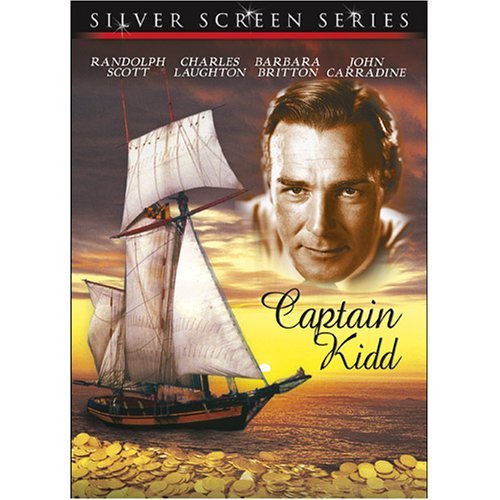 SILVER SCREEN SERIES
RANDOLPH CHARLES BARBARA JOHN
SCOTT LAUGHTON BRITTON CARRADINE
Captain
Kidd